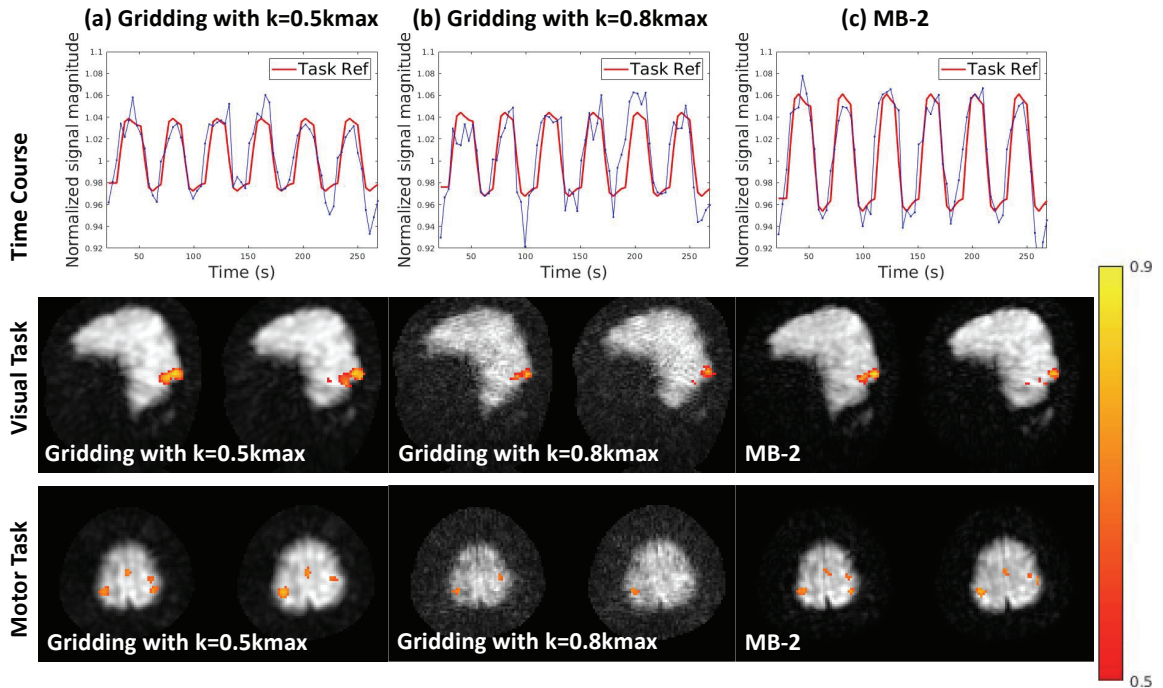 (a) Gridding with k=0.5kmax
(b) Gridding with k=0.8kmax
(c) MB-2
Time Course
Normalized signal magnitude
1.1
1.08
1.06
1.04
1.02
1
0.98
0.96
0.94
0.92
Task Ref
50 100 150 200 250
Time (s)
Normalized signal magnitude
1.1
1.08
1.06
1.04
1.02
1
0.98
0.96
0.94
0.92
Task Ref
50 100 150 200 250
Time (s)
Normalized signal magnitude
1.1
1.08
1.06
1.04
1.02
1
0.98
0.96
0.94
0.92
Task Ref
50 100 150 200 250
Time (s)
0.9
0.5
Visual Task
Gridding with k=0.5kmax
Gridding with k=0.8kmax
MB-2
Motor Task
Gridding with k=0.5kmax
Gridding with k=0.8kmax
MB-2